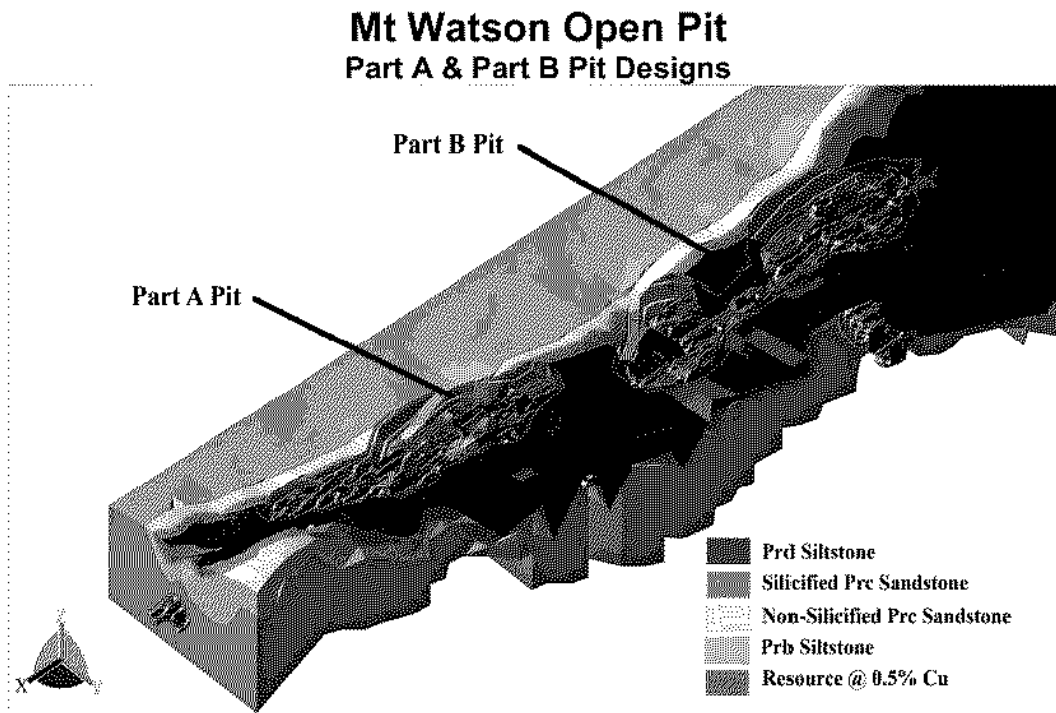 Mt Watson Open Pit
Part A & Part B Pit Designs
Part B Pit
Part A Pit
Prd Siltstone
Silicified Prc Sandstone
Non-Silicified Prc Sandstone
Prb Siltstone
Resource @ 0.5% Cu
Z
X
Y